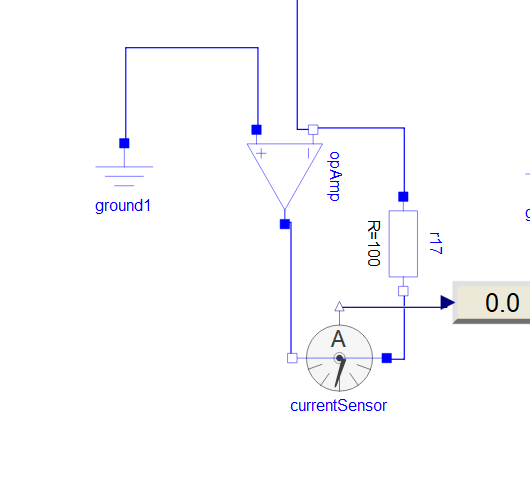 ground1
+
opAmp
R=100
r17
0.0
A
currentSensor